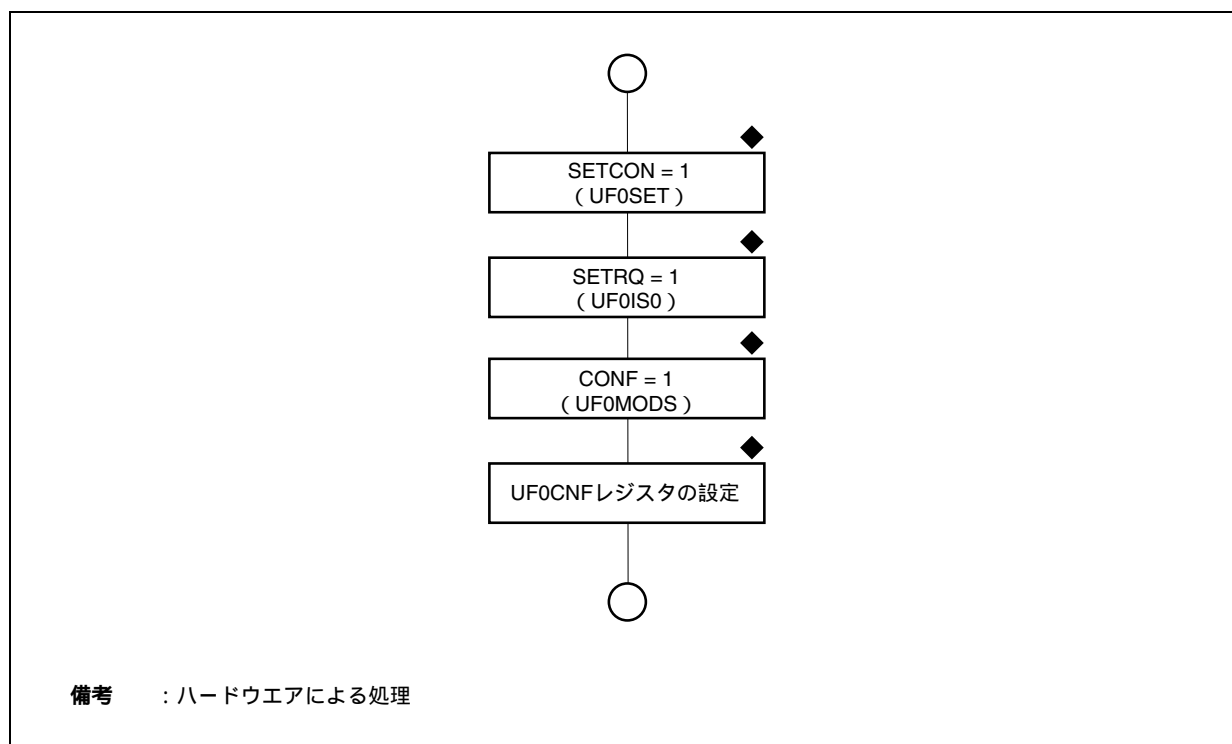 SETCON = 1
（UF0SET）
SETRQ = 1
（UF0IS0）
CONF = 1
（UF0MODS）
UF0CNFレジスタの設定
備考　　：ハードウエアによる処理